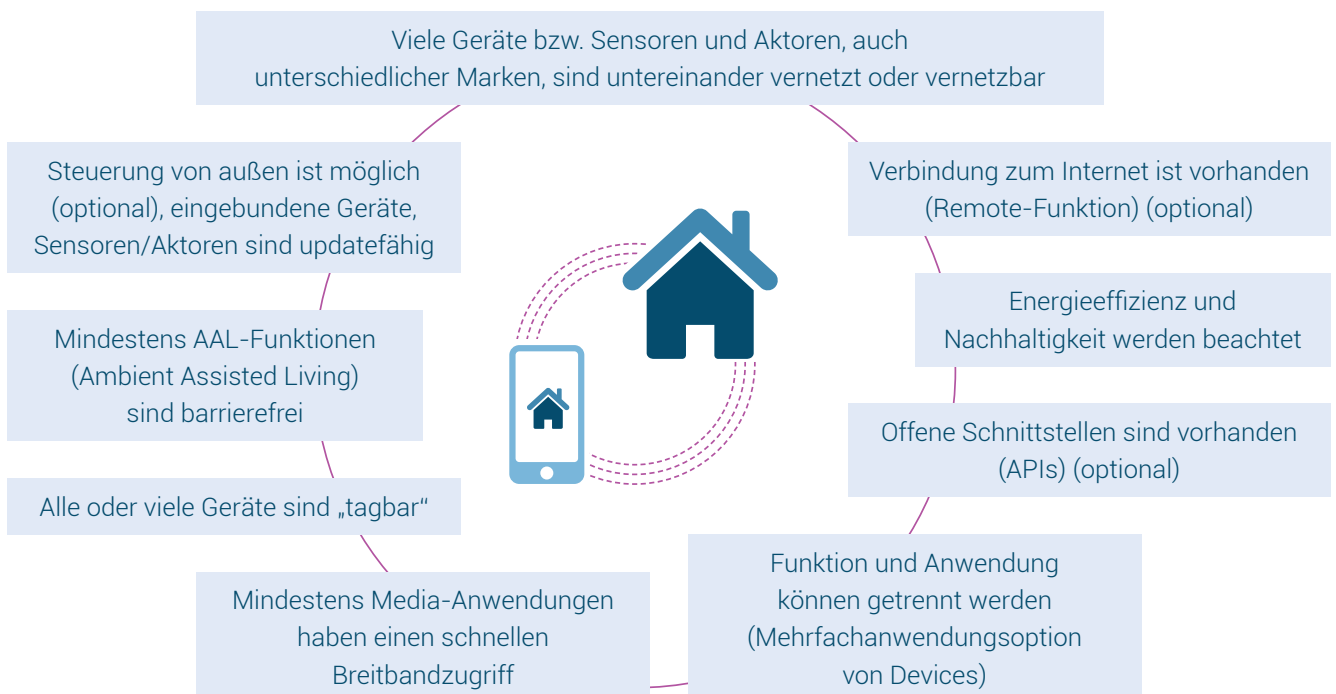 Viele Geräte bzw. Sensoren und Aktoren, auch
unterschiedlicher Marken, sind untereinander vernetzt oder vernetzbar
Verbindung zum Internet ist vorhanden
(Remote-Funktion) (optional)
Energieeffizienz und
Nachhaltigkeit werden beachtet
Offene Schnittstellen sind vorhanden
(APIs) (optional)
Funktion und Anwendung
können getrennt werden
(Mehrfachanwendungsoption
von Devices)
Mindestens Media-Anwendungen
haben einen schnellen
Breitbandzugriff
Alle oder viele Geräte sind „tagbar“
Mindestens AAL-Funktionen
(Ambient Assisted Living)
sind barrierefrei
Steuerung von außen ist möglich
(optional), eingebundene Geräte,
Sensoren/Aktoren sind updatefähig